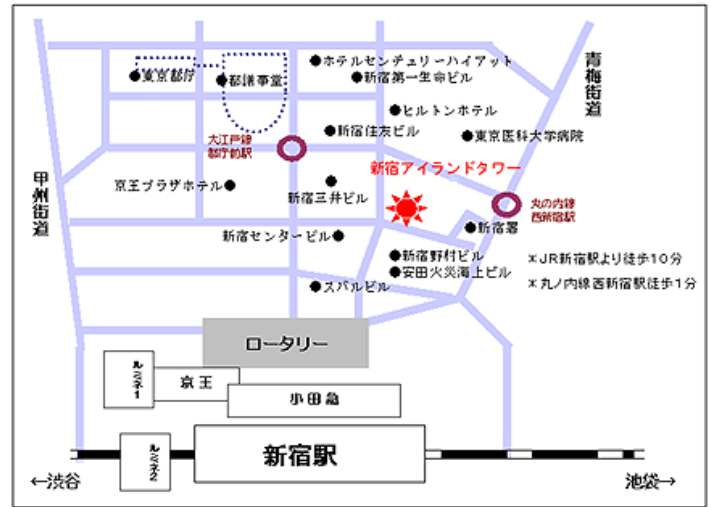 ホテルセンチュリーハイアット
東京都庁
都議事堂
新宿第一生命ビル
青梅街道
ヒルトンホテル
新宿住友ビル
東京医科大学病院
大江戸線
都庁前駅
新宿アイランドタワー
甲州街道
京王プラザホテル
新宿三井ビル
丸の内線
西新宿駅
新宿署
新宿センタービル
新宿野村ビル
安田火災海上ビル
スバルビル
*JR新宿駅より徒歩10分
*丸ノ内線西新宿駅徒歩1分
ロータリー
ルミネ1
京王
小田急
ルミネ2
新宿駅
←渋谷
池袋→